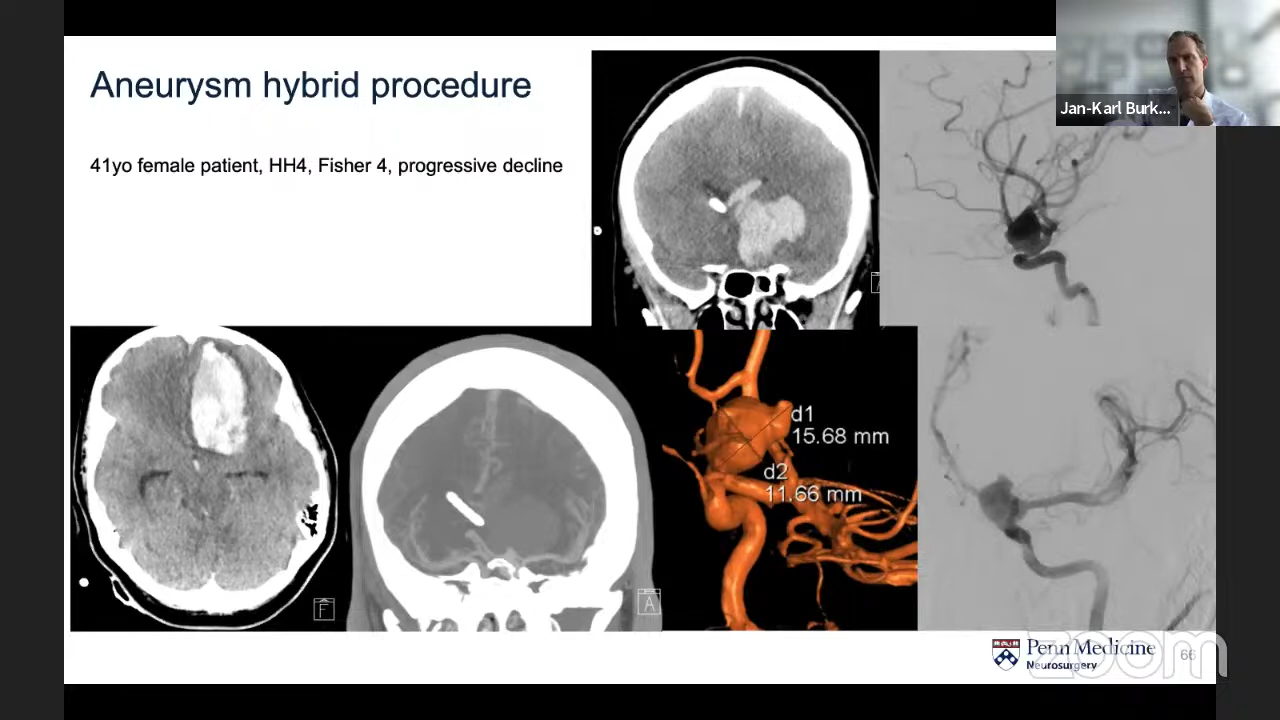 Aneurysm hybrid procedure
Jan-Karl Burk...
41yo female patient, HH4, Fisher 4, progressive decline
d1
15.68 mm
d2
11.66 mm
F
A
Penn Medicine
Neurosurgery
66
zoom